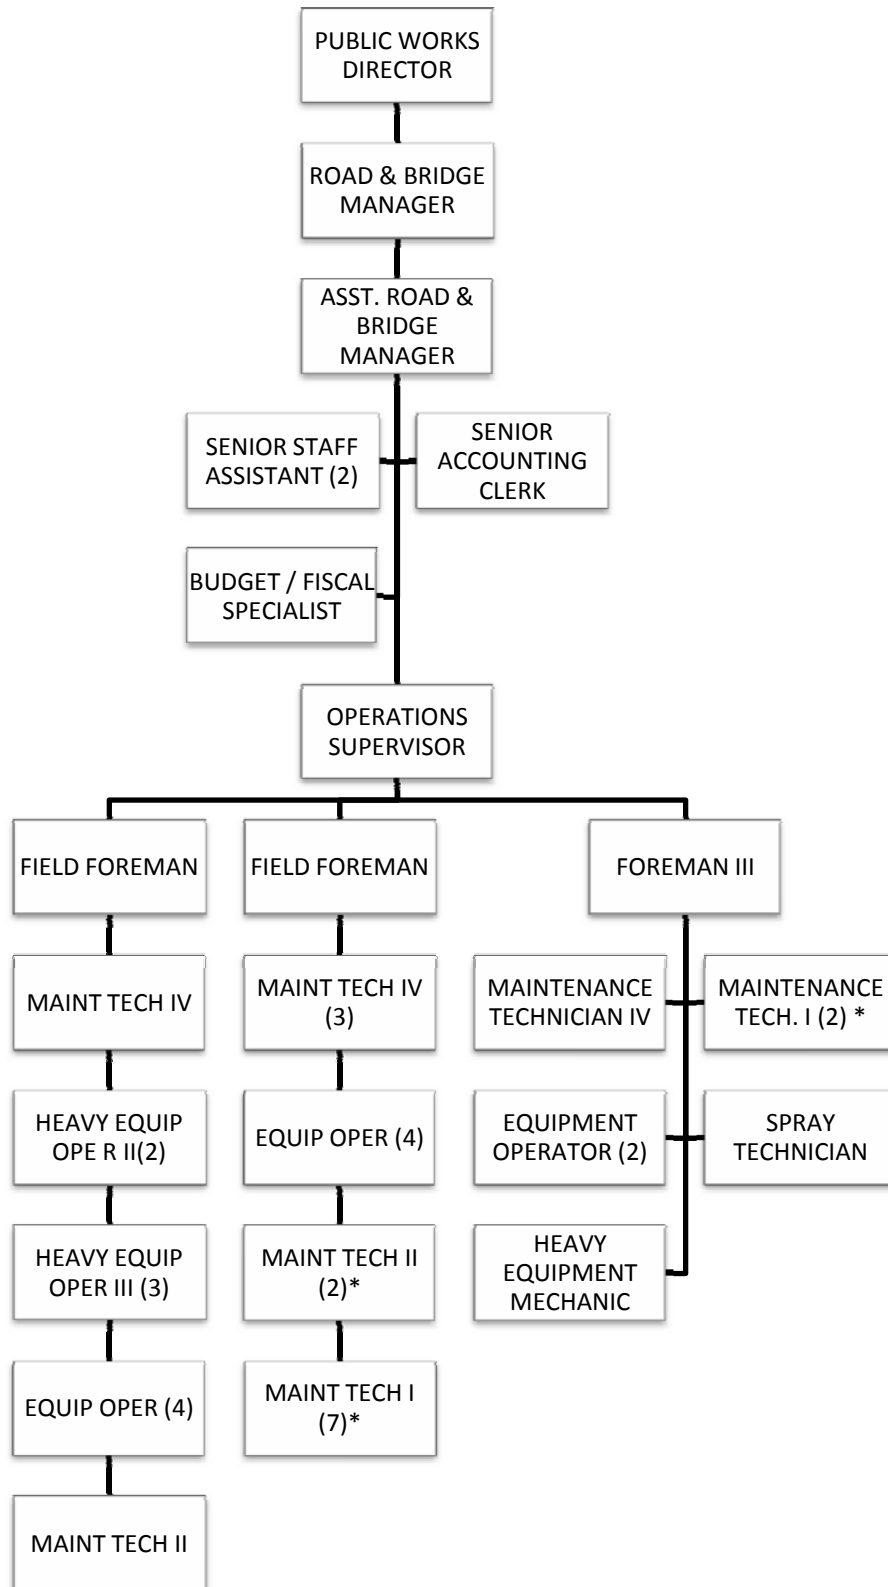 PUBLIC WORKS
DIRECTOR
ROAD & BRIDGE
MANAGER
ASST. ROAD &
BRIDGE
MANAGER
SENIOR STAFF
ASSISTANT (2)
SENIOR
ACCOUNTING
CLERK
BUDGET / FISCAL
SPECIALIST
OPERATIONS
SUPERVISOR
FIELD FOREMAN
FIELD FOREMAN
FOREMAN III
MAINT TECH IV
MAINT TECH IV
(3)
MAINTENANCE
TECHNICIAN IV
MAINTENANCE
TECH. I (2) *
HEAVY EQUIP
OPE R II(2)
EQUIP OPER (4)
EQUIPMENT
OPERATOR (2)
SPRAY
TECHNICIAN
HEAVY EQUIP
OPER III (3)
MAINT TECH II
(2)*
HEAVY
EQUIPMENT
MECHANIC
EQUIP OPER (4)
MAINT TECH I
(7)*
MAINT TECH II